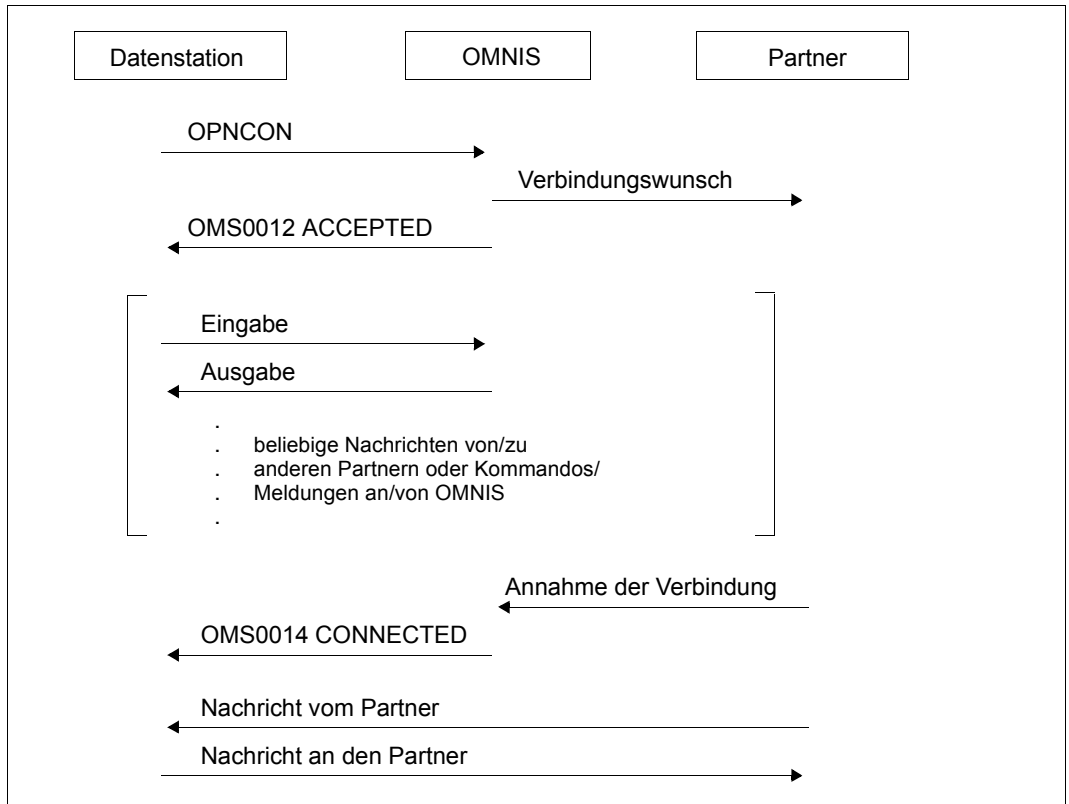 Datenstation OMNIS Partner
OPNCON
Verbindungswunsch
OMS0012 ACCEPTED
Eingabe
Ausgabe
.
. beliebige Nachrichten von/zu
. anderen Partnern oder Kommandos/
. Meldungen an/von OMNIS
.
Annahme der Verbindung
OMS0014 CONNECTED
Nachricht vom Partner
Nachricht an den Partner